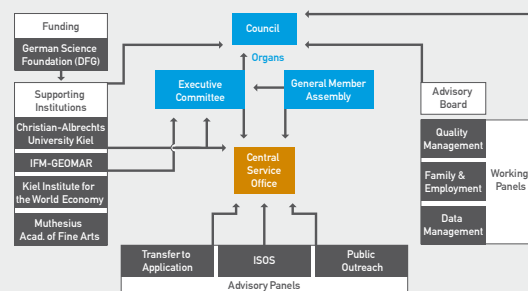 Funding
German Science
Foundation (DFG)
Supporting
Institutions
Christian-Albrechts
University Kiel
IFM-GEOMAR
Kiel Institute for
the World Economy
Muthesius
Acad. of Fine Arts
Council
Organs
Executive
Committee
General Member
Assembly
Central
Service
Office
Transfer to
Application
ISOS
Public
Outreach
Advisory Panels
Advisory
Board
Quality
Management
Family &
Employment
Data
Management
Working
Panels